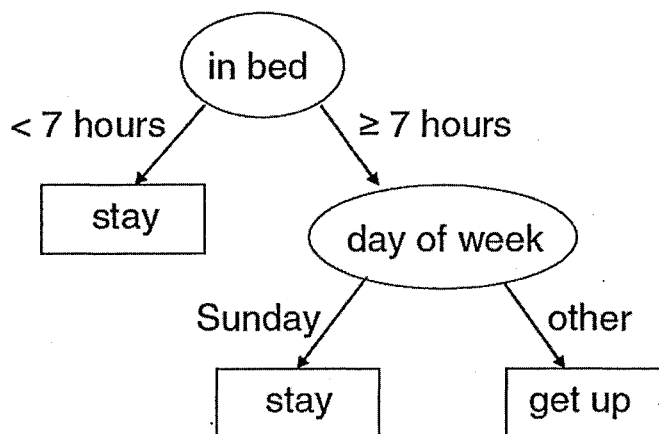 in bed
< 7 hours
≥ 7 hours
stay
day of week
Sunday
other
stay
get up